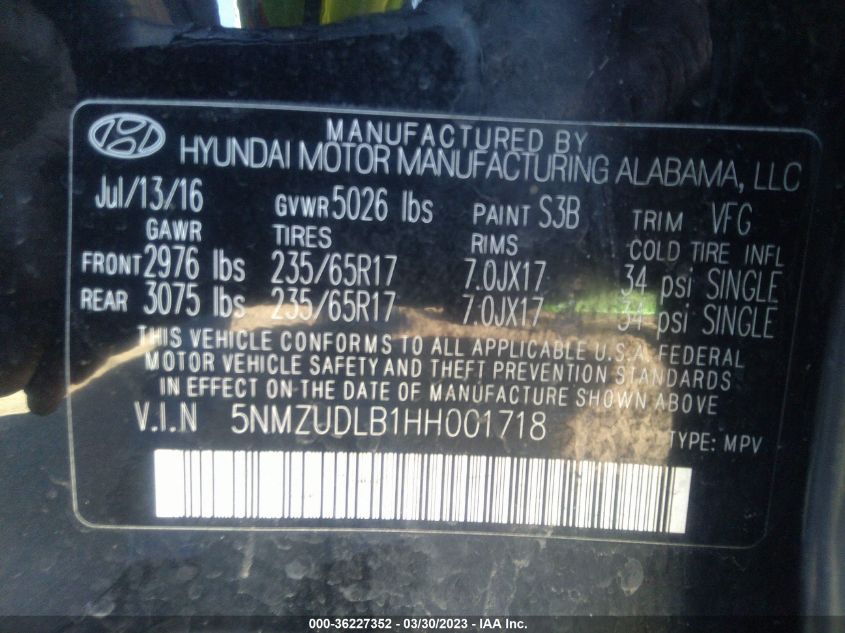 MANUFACTURED BY
HYUNDAI MOTOR MANUFACTURING ALABAMA, LLC
Jul/13/16 GVWR 5026 lbs PAINT S3B TRIM VFG
GAWR TIRES RIMS COLD TIRE INFL
FRONT 2976 lbs 235/65R17 7.0JX17 34 psi SINGLE
REAR 3075 lbs 235/65R17 7.0JX17 34 psi SINGLE
THIS VEHICLE CONFORMS TO ALL APPLICABLE U.S.A. FEDERAL
MOTOR VEHICLE SAFETY AND THEFT PREVENTION STANDARDS
IN EFFECT ON THE DATE OF MANUFACTURE SHOWN ABOVE.
V.I.N 5NMZUDLB1HH001718 TYPE: MPV
000-36227352 - 03/30/2023 - IAA Inc.